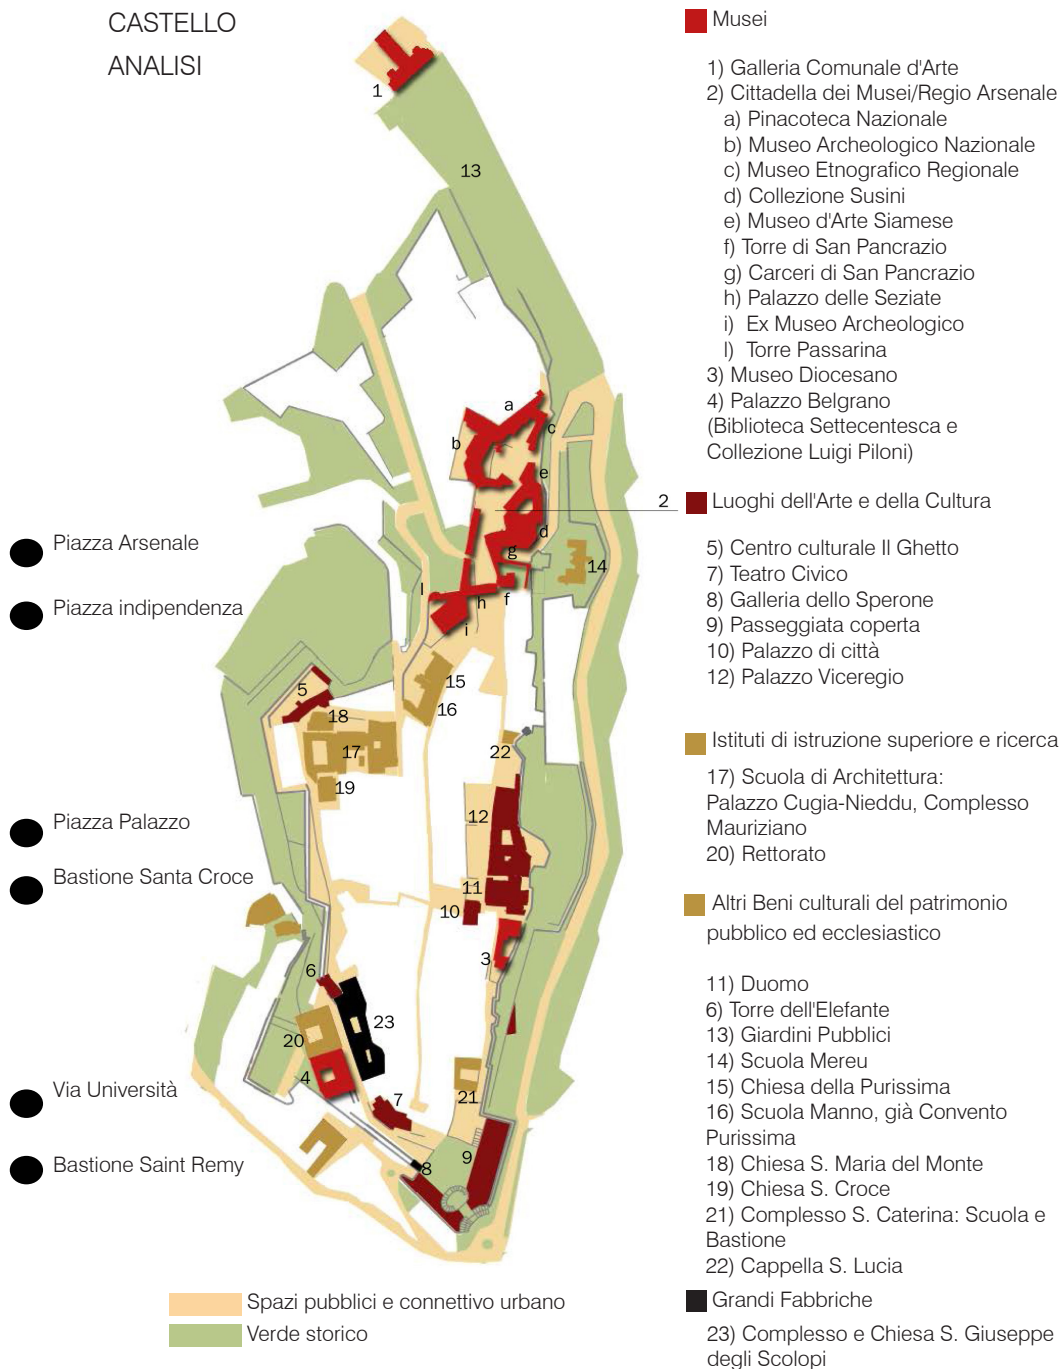 CASTELLO
ANALISI
1
13
a
b
c
e
2
d
g
14
l
h
f
i
15
16
5
18
17
19
22
12
11
10
3
6
23
20
4
7
21
9
8
Piazza Arsenale
Piazza indipendenza
Piazza Palazzo
Bastione Santa Croce
Via Università
Bastione Saint Remy
Spazi pubblici e connettivo urbano
Verde storico
Musei
1) Galleria Comunale d'Arte
2) Cittadella dei Musei/Regio Arsenale
a) Pinacoteca Nazionale
b) Museo Archeologico Nazionale
c) Museo Etnografico Regionale
d) Collezione Susini
e) Museo d'Arte Siamese
f) Torre di San Pancrazio
g) Carceri di San Pancrazio
h) Palazzo delle Seziate
i) Ex Museo Archeologico
l) Torre Passarina
3) Museo Diocesano
4) Palazzo Belgrano
(Biblioteca Settecentesca e
Collezione Luigi Piloni)
Luoghi dell'Arte e della Cultura
5) Centro culturale Il Ghetto
7) Teatro Civico
8) Galleria dello Sperone
9) Passeggiata coperta
10) Palazzo di città
12) Palazzo Viceregio
Istituti di istruzione superiore e ricerca
17) Scuola di Architettura:
Palazzo Cugia-Nieddu, Complesso
Mauriziano
20) Rettorato
Altri Beni culturali del patrimonio
pubblico ed ecclesiastico
11) Duomo
6) Torre dell'Elefante
13) Giardini Pubblici
14) Scuola Mereu
15) Chiesa della Purissima
16) Scuola Manno, già Convento
Purissima
18) Chiesa S. Maria del Monte
19) Chiesa S. Croce
21) Complesso S. Caterina: Scuola e
Bastione
22) Cappella S. Lucia
Grandi Fabbriche
23) Complesso e Chiesa S. Giuseppe
degli Scolopi